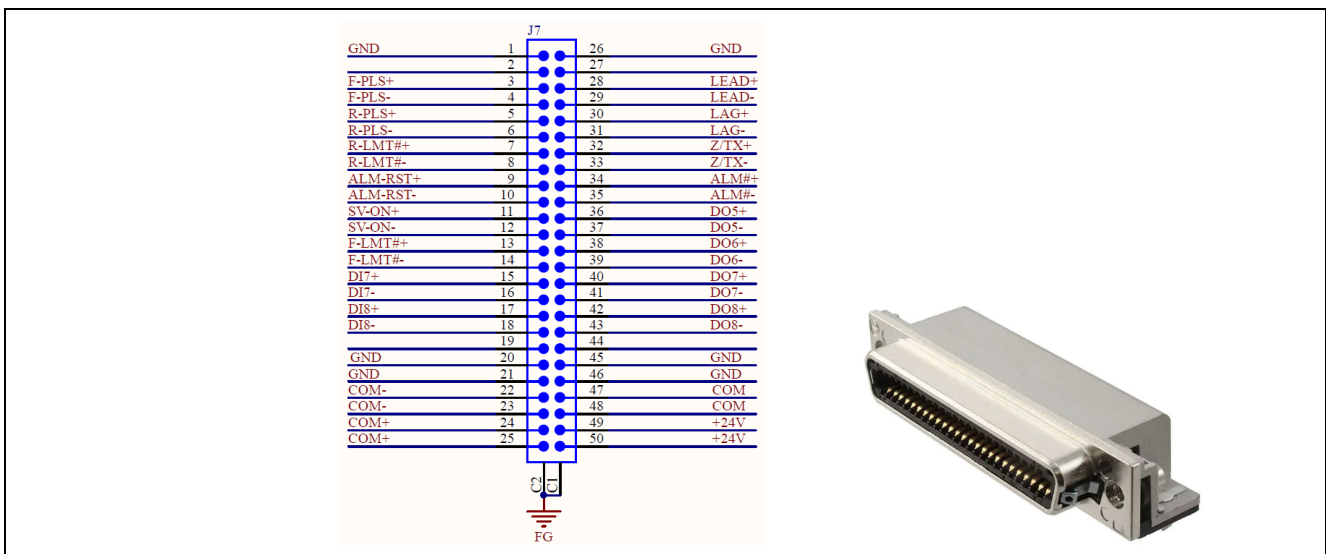 J7
GND 1 26 GND
2 27
F-PLS+ 3 28 LEAD+
F-PLS- 4 29 LEAD-
R-PLS+ 5 30 LAG+
R-PLS- 6 31 LAG-
R-LMT#+ 7 32 Z/TX+
R-LMT#- 8 33 Z/TX-
ALM-RST+ 9 34 ALM#+
ALM-RST- 10 35 ALM#-
SV-ON+ 11 36 DO5+
SV-ON- 12 37 DO5-
F-LMT#+ 13 38 DO6+
F-LMT#- 14 39 DO6-
DI7+ 15 40 DO7+
DI7- 16 41 DO7-
DI8+ 17 42 DO8+
DI8- 18 43 DO8-
19 44
GND 20 45 GND
GND 21 46 GND
COM- 22 47 COM
COM- 23 48 COM
COM+ 24 49 +24V
COM+ 25 50 +24V
C2 C1
FG